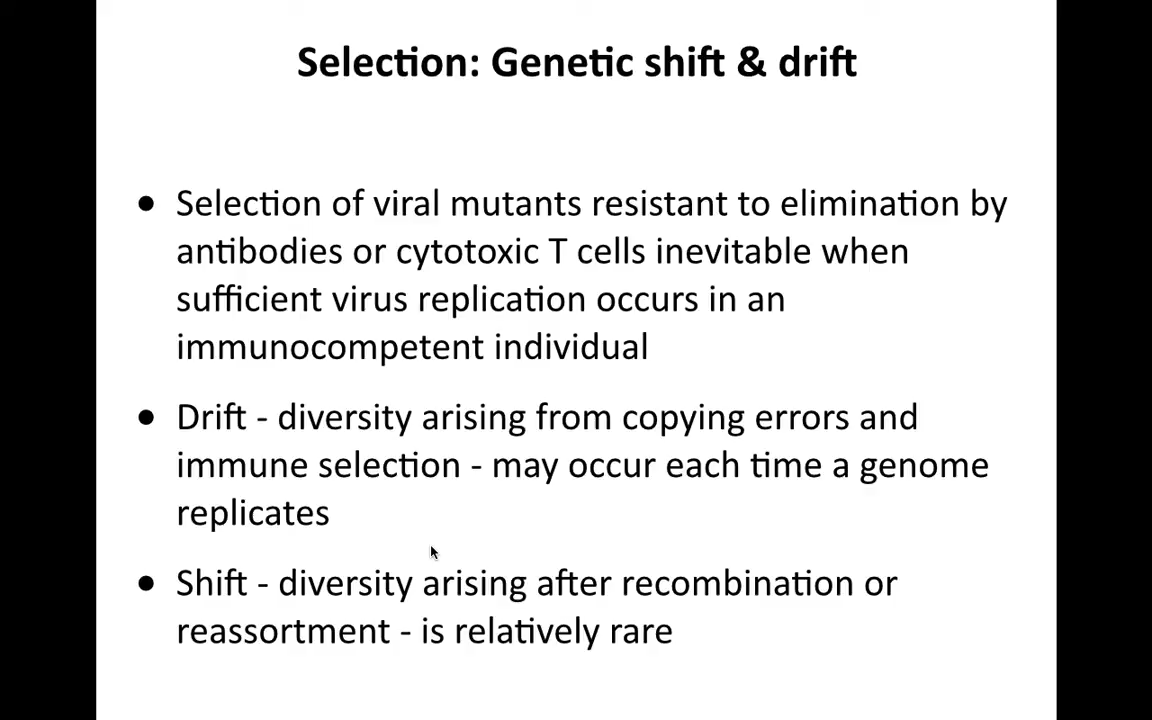 Selection: Genetic shift & drift
• Selection of viral mutants resistant to elimination by
antibodies or cytotoxic T cells inevitable when
sufficient virus replication occurs in an
immunocompetent individual
• Drift - diversity arising from copying errors and
immune selection - may occur each time a genome
replicates
• Shift - diversity arising after recombination or
reassortment - is relatively rare